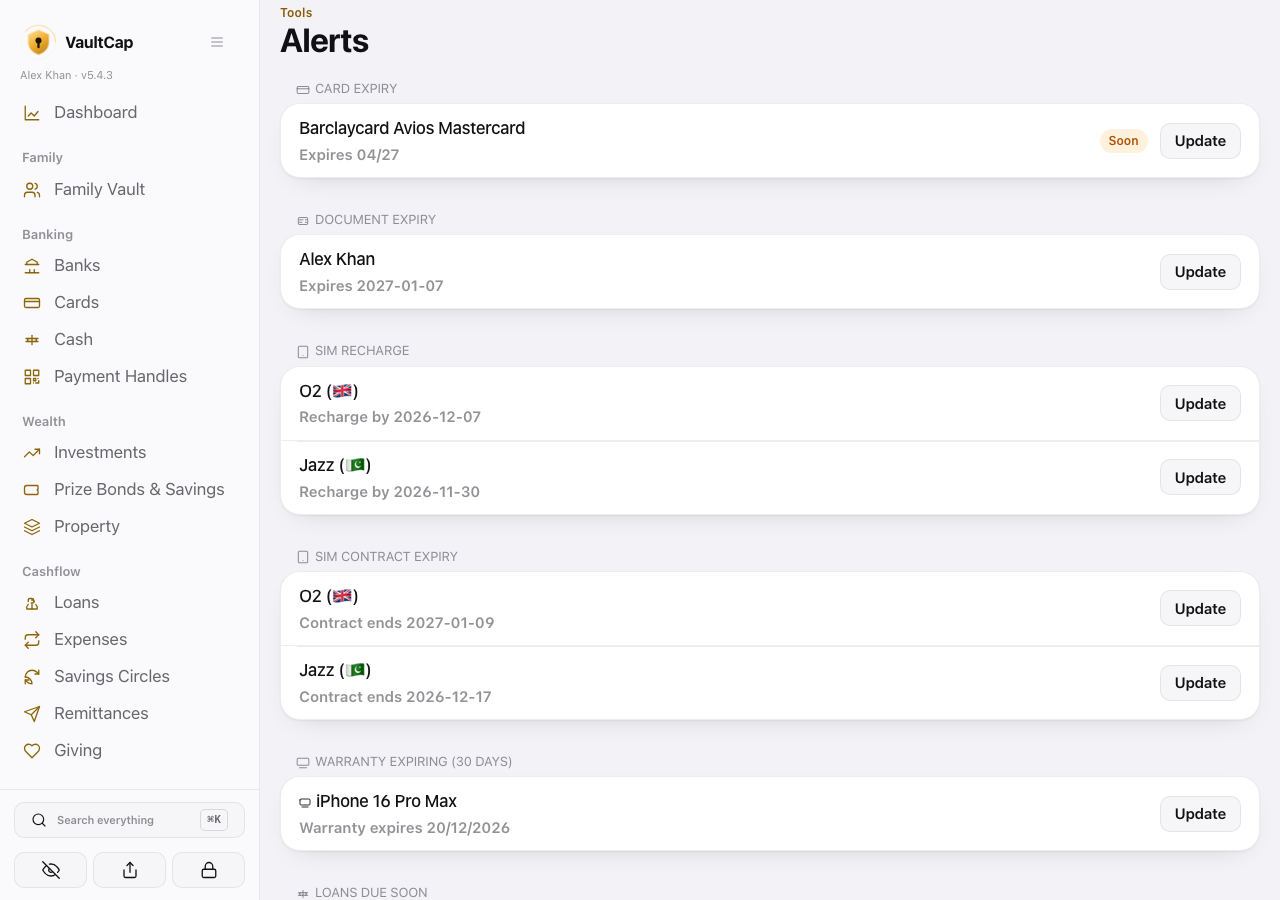 VaultCap
Alex Khan · v5.4.3
Dashboard
Family
Family Vault
Banking
Banks
Cards
Cash
Payment Handles
Wealth
Investments
Prize Bonds & Savings
Property
Cashflow
Loans
Expenses
Savings Circles
Remittances
Giving
Search everything ⌘K
Tools
Alerts
CARD EXPIRY
Barclaycard Avios Mastercard
Expires 04/27
Soon
Update
DOCUMENT EXPIRY
Alex Khan
Expires 2027-01-07
Update
SIM RECHARGE
O2 (🇬🇧)
Recharge by 2026-12-07
Update
Jazz (🇵🇰)
Recharge by 2026-11-30
Update
SIM CONTRACT EXPIRY
O2 (🇬🇧)
Contract ends 2027-01-09
Update
Jazz (🇵🇰)
Contract ends 2026-12-17
Update
WARRANTY EXPIRING (30 DAYS)
iPhone 16 Pro Max
Warranty expires 20/12/2026
Update
LOANS DUE SOON